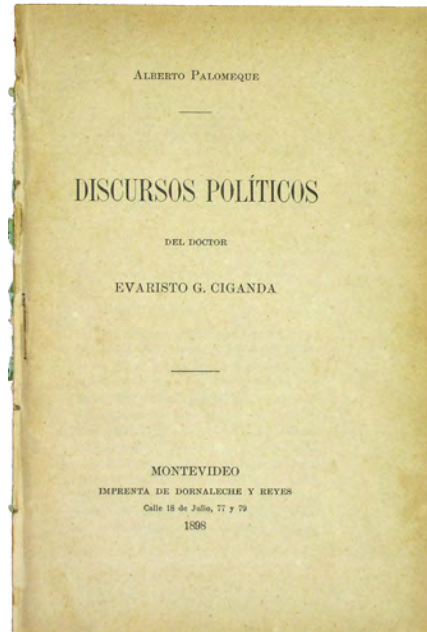 ALBERTO PALOMEQUE
DISCURSOS POLÍTICOS
DEL DOCTOR
EVARISTO G. CIGANDA
MONTEVIDEO
IMPRENTA DE DORNALECHE Y REYES
Calle 18 de Julio, 77 y 79
1898